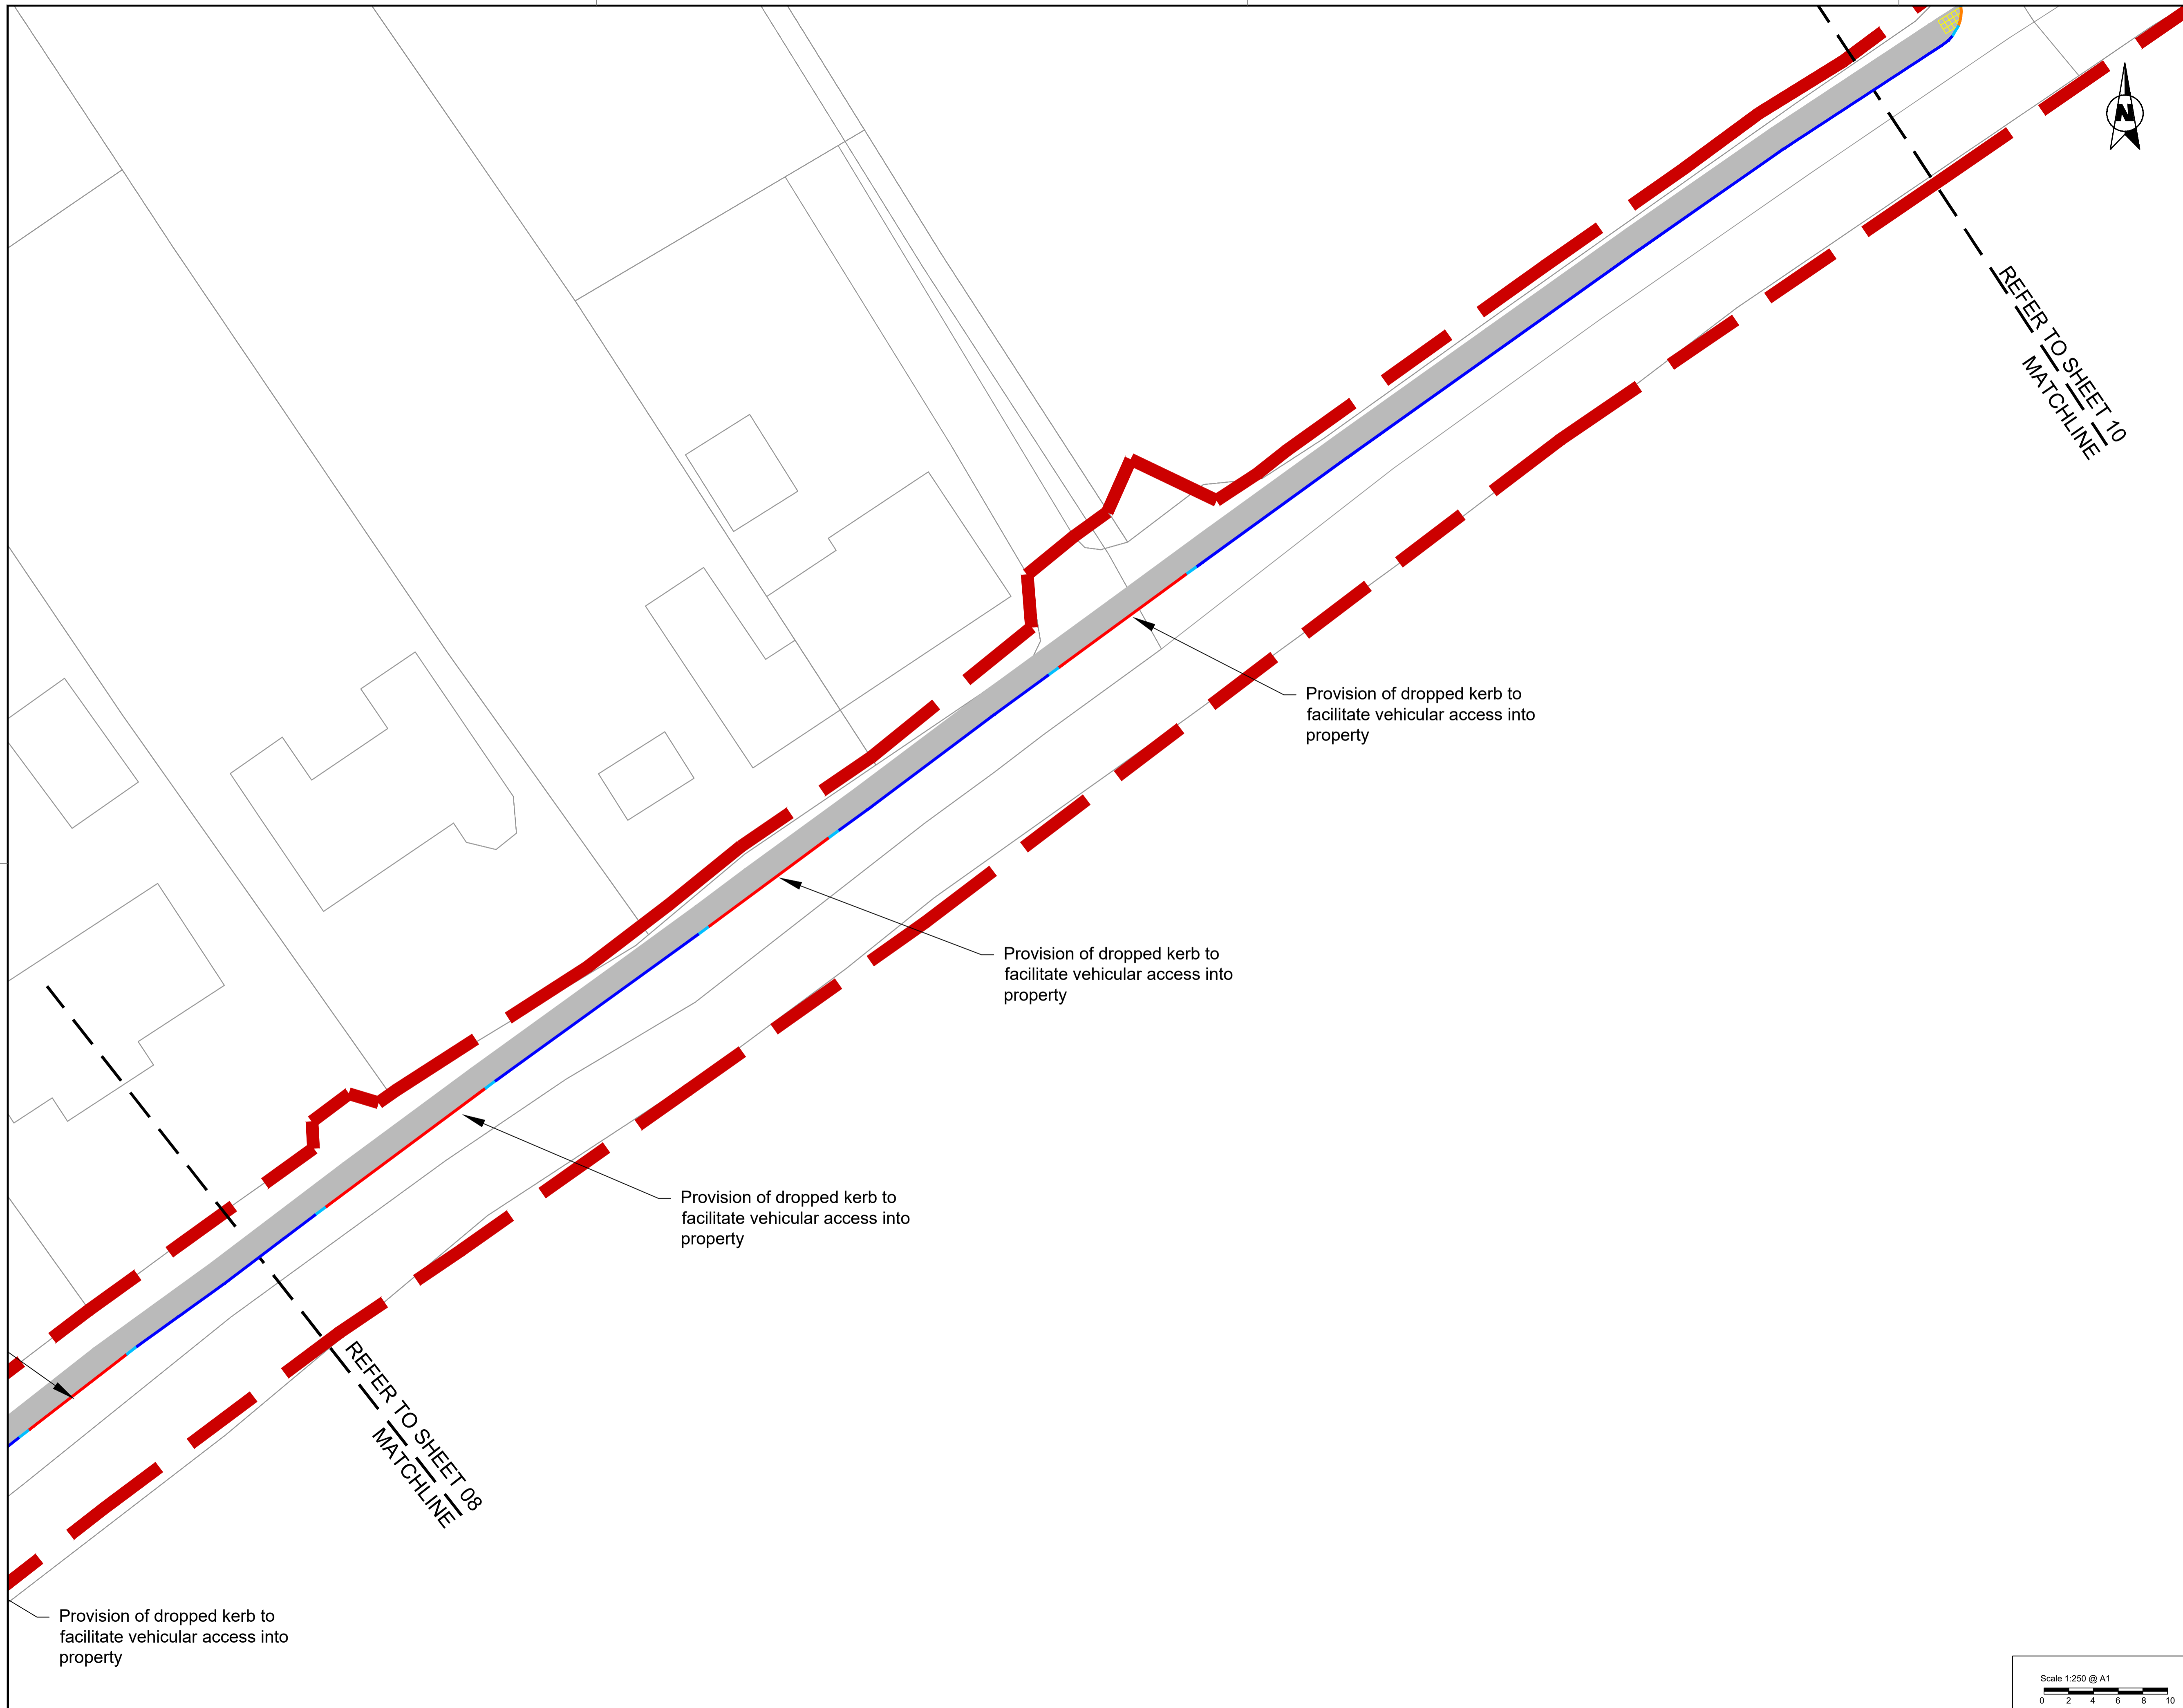 N
REFER TO SHEET 10
MATCHLINE
Provision of dropped kerb to
facilitate vehicular access into
property
Provision of dropped kerb to
facilitate vehicular access into
property
Provision of dropped kerb to
facilitate vehicular access into
property
REFER TO SHEET 08
MATCHLINE
Provision of dropped kerb to
facilitate vehicular access into
property
Scale 1:250 @ A1
0 2 4 6 8 10